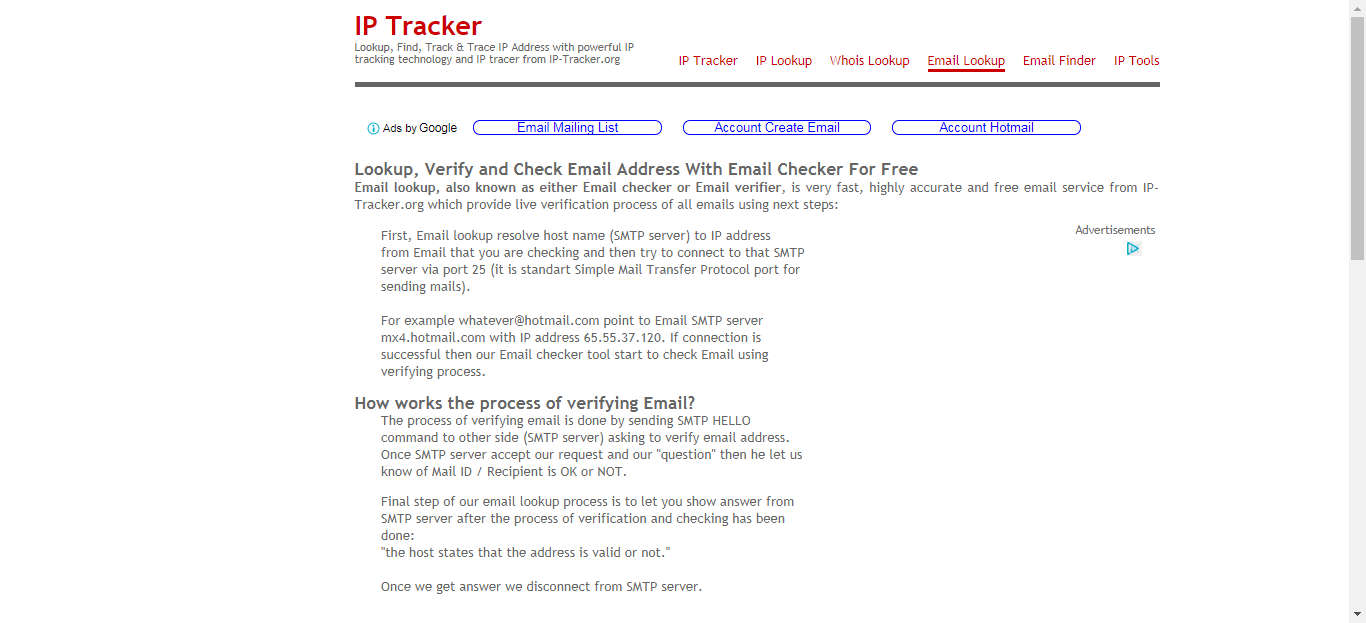 IP Tracker
Lookup, Find, Track & Trace IP Address with powerful IP
tracking technology and IP tracer from IP-Tracker.org
IP Tracker IP Lookup Whois Lookup Email Lookup Email Finder IP Tools
Ads by Google Email Mailing List Account Create Email Account Hotmail
Lookup, Verify and Check Email Address With Email Checker For Free
Email lookup, also known as either Email checker or Email verifier, is very fast, highly accurate and free email service from IP-
Tracker.org which provide live verification process of all emails using next steps:
Advertisements
First, Email lookup resolve host name (SMTP server) to IP address
from Email that you are checking and then try to connect to that SMTP
server via port 25 (it is standart Simple Mail Transfer Protocol port for
sending mails).
For example whatever@hotmail.com point to Email SMTP server
mx4.hotmail.com with IP address 65.55.37.120. If connection is
successful then our Email checker tool start to check Email using
verifying process.
How works the process of verifying Email?
The process of verifying email is done by sending SMTP HELLO
command to other side (SMTP server) asking to verify email address.
Once SMTP server accept our request and our "question" then he let us
know of Mail ID / Recipient is OK or NOT.
Final step of our email lookup process is to let you show answer from
SMTP server after the process of verification and checking has been
done:
"the host states that the address is valid or not."
Once we get answer we disconnect from SMTP server.